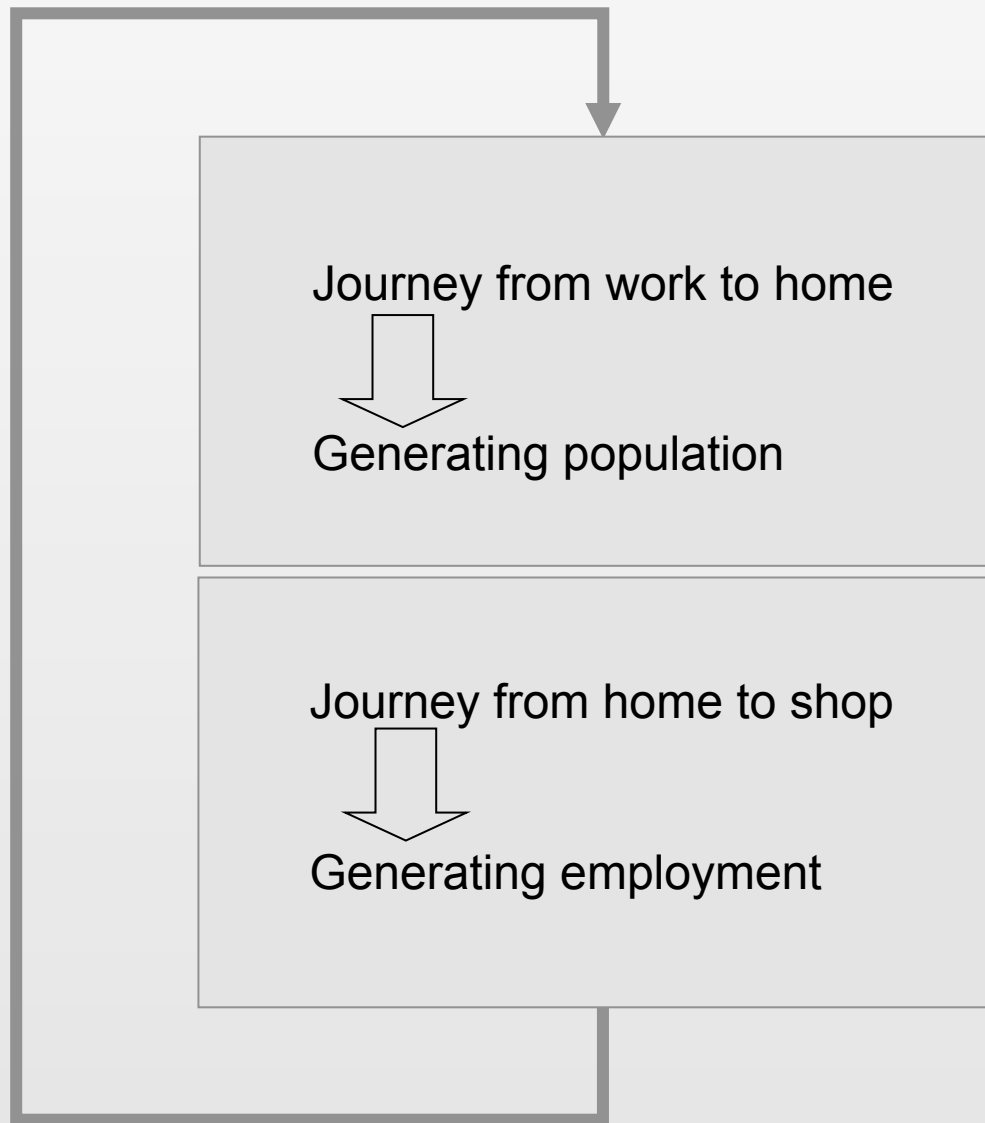 Journey from work to home
Generating population
Journey from home to shop
Generating employment